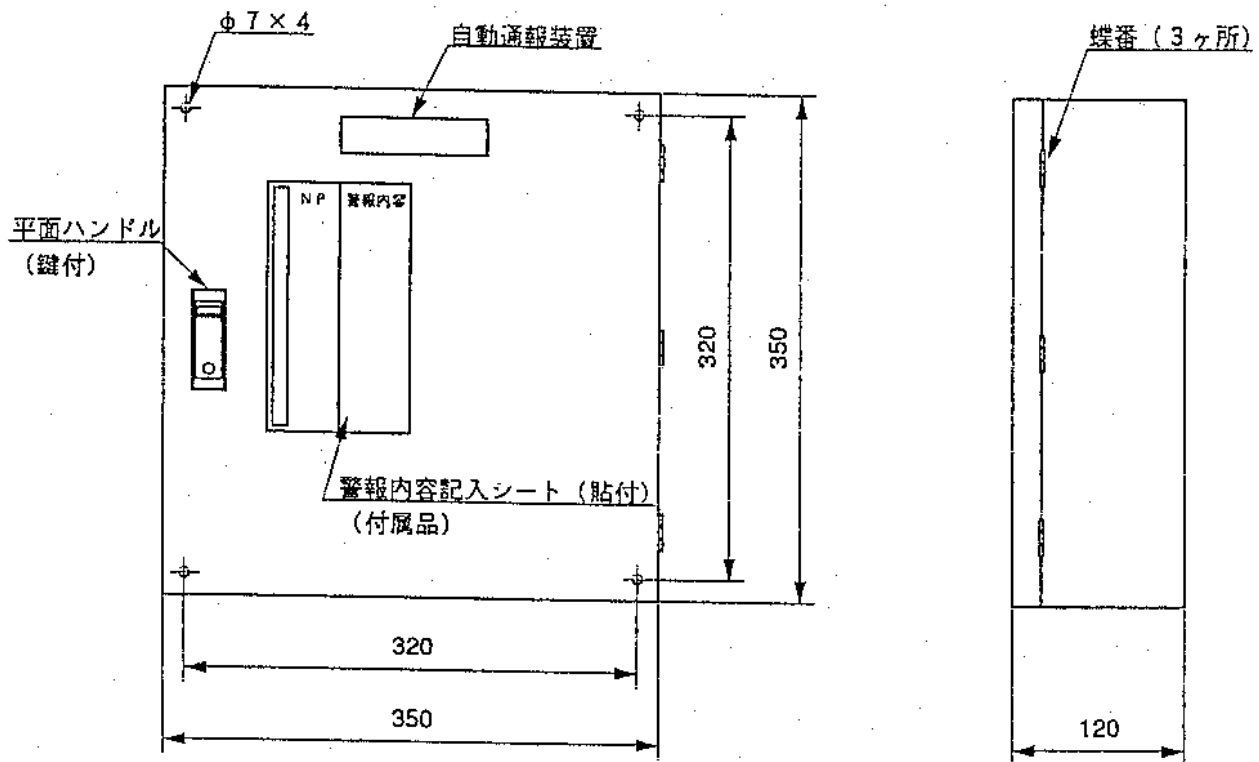 φ7×4
自動通報装置
蝶番（3ヶ所）
NP
警報内容
平面ハンドル
（鍵付）
320
350
警報内容記入シート（貼付）
（付属品）
320
350
120